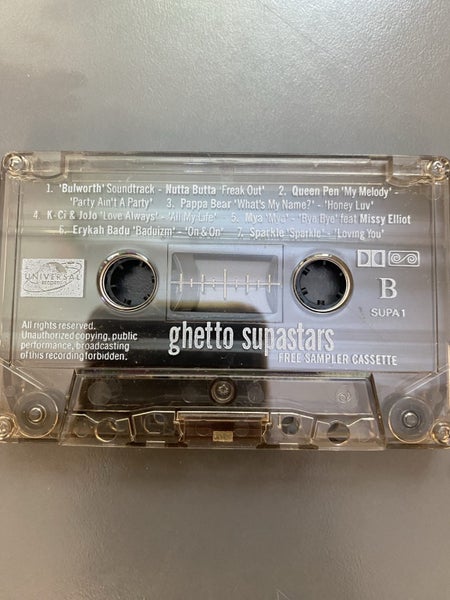 1. 'Bulworth' Soundtrack - Nutta Butta 'Freak Out' 2. Queen Pen 'My Melody' -
'Party Ain't A Party' 3. Pappa Bear 'What's My Name?' - 'Honey Luv'
4. K-Ci & JoJo 'Love Always' - 'All My Life' 5. Mya 'Mya' - 'Bye Bye' feat Missy Elliot
6. Erykah Badu 'Baduizm' - 'On & On' 7. Sparkle 'Sparkle' - 'Loving You'
UNIVERSAL
B
SUPA 1
All rights reserved.
Unauthorized copying, public
performance, broadcasting
of this recording forbidden.
ghetto supastars
FREE SAMPLER CASSETTE